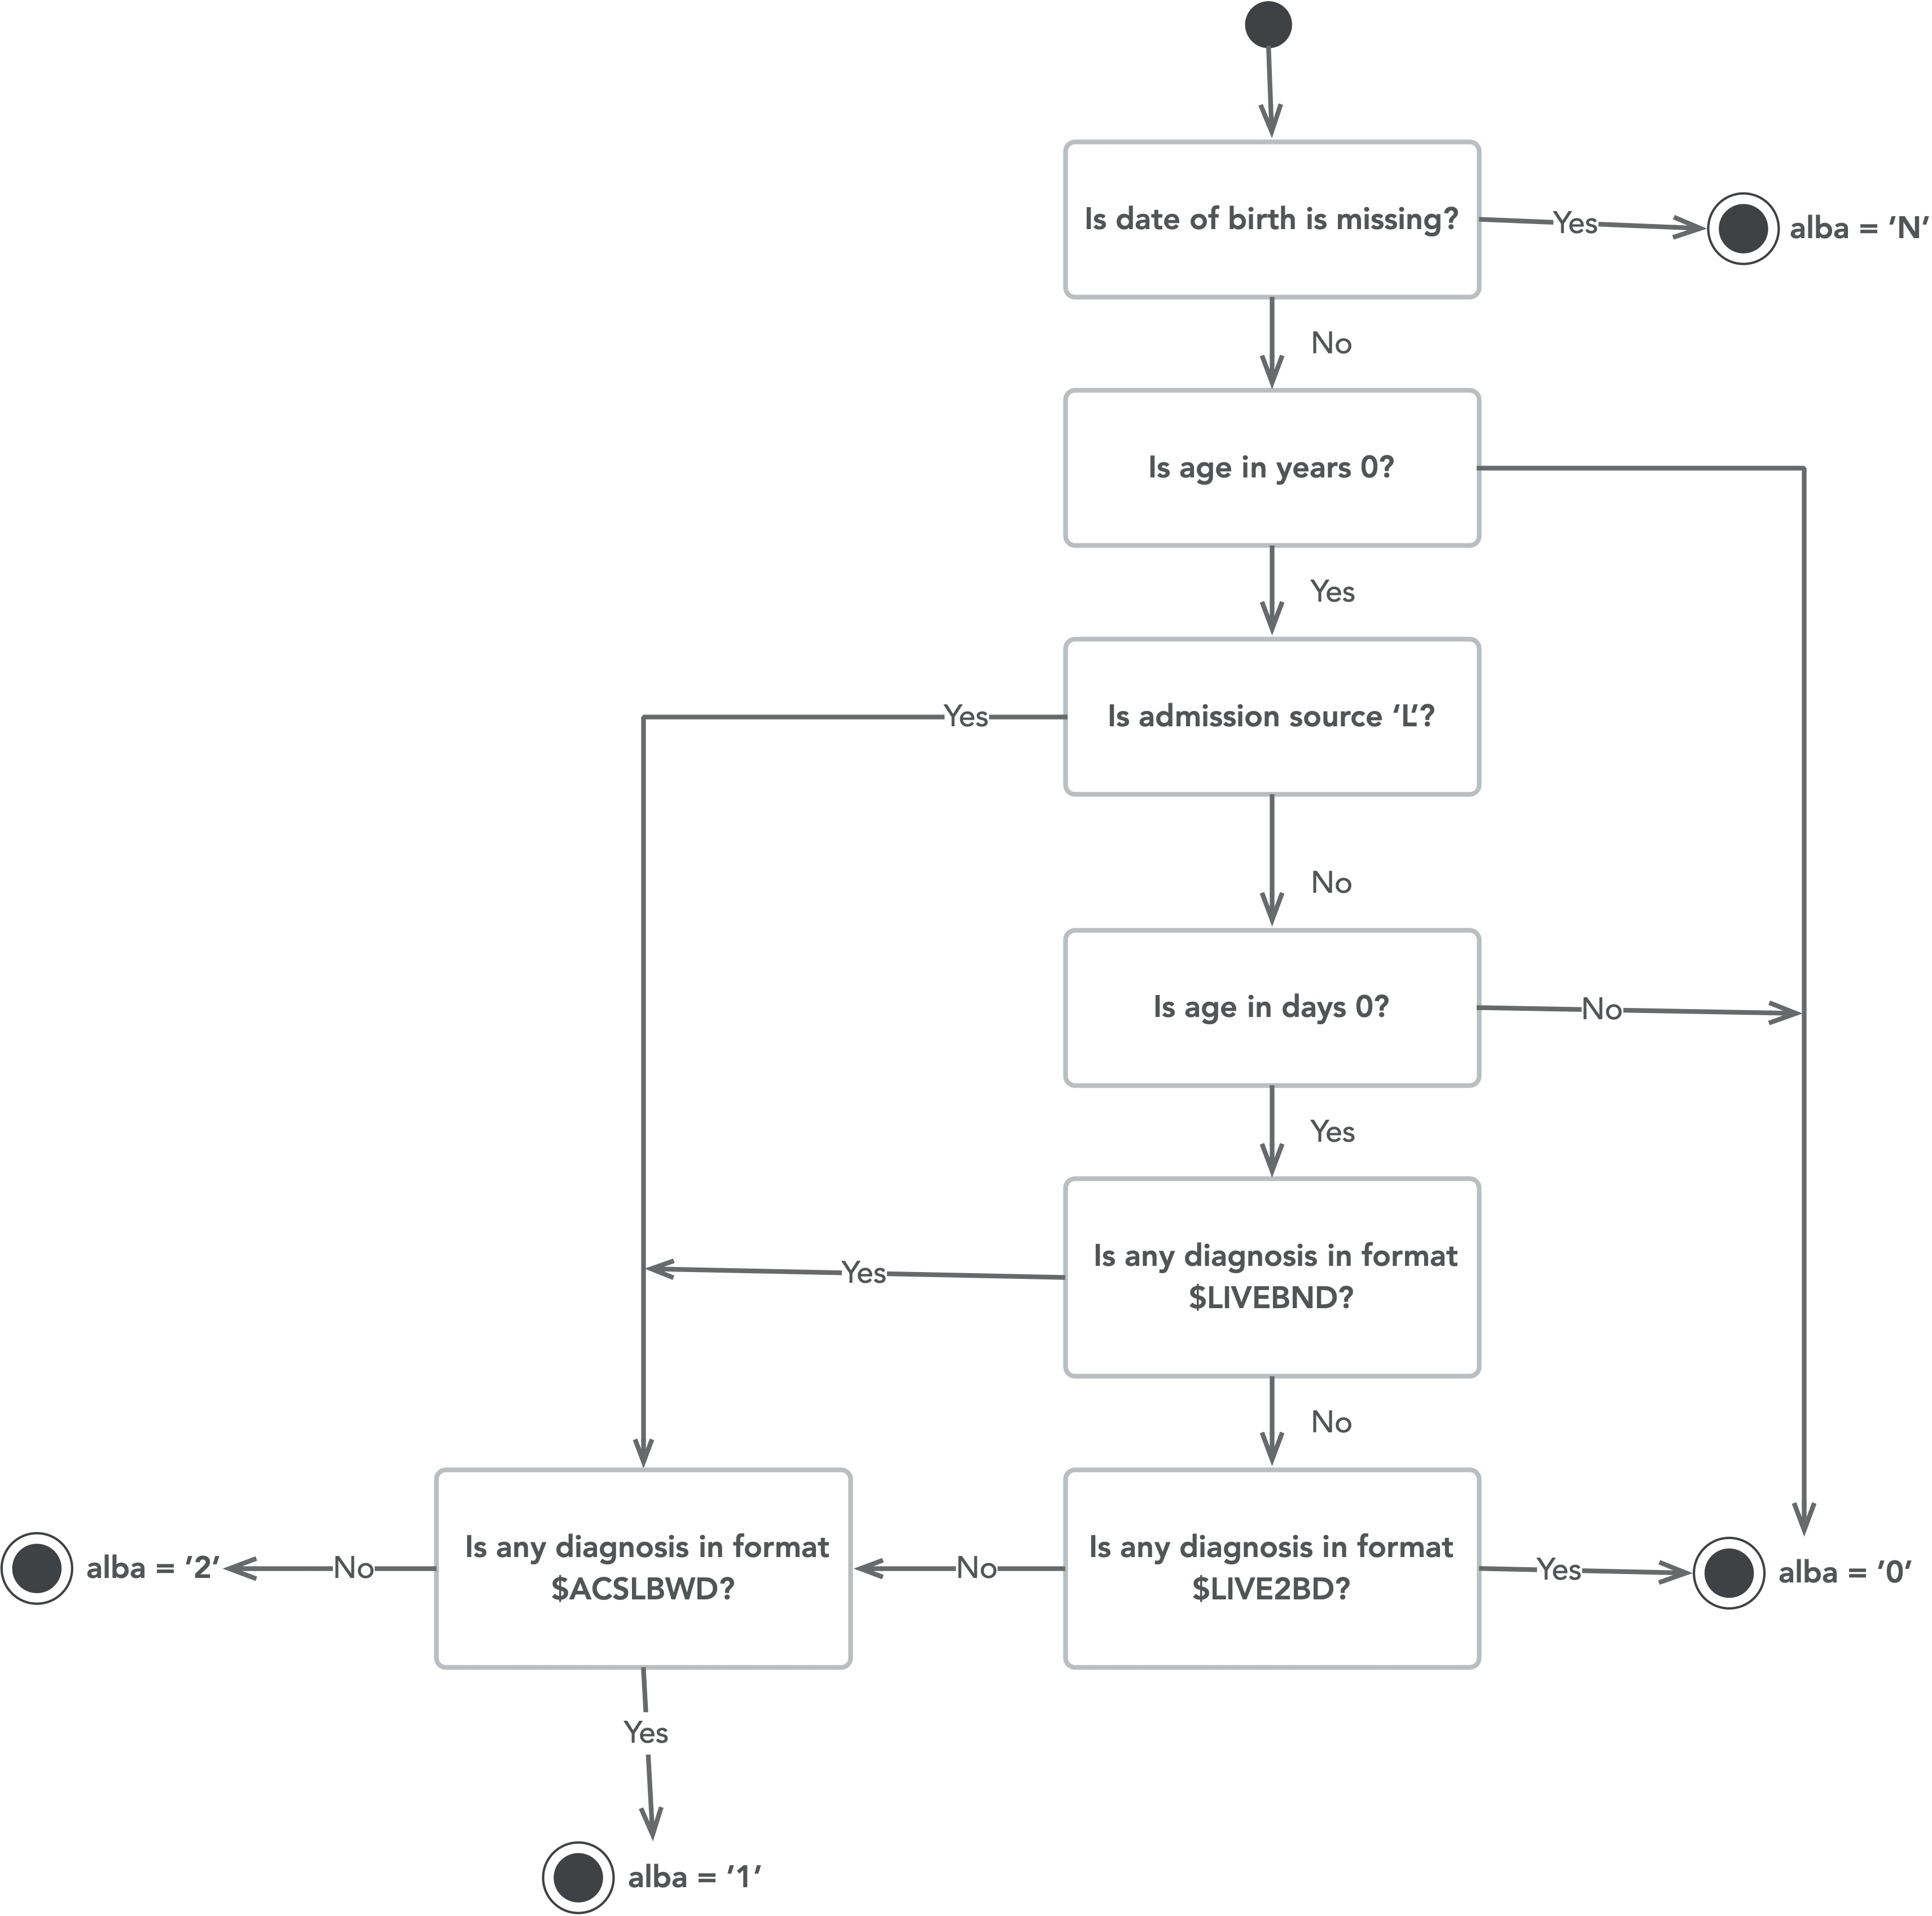 Is date of birth is missing?
Yes
alba = ’N’
No
Is age in years 0?
Yes
Is admission source ‘L’?
Yes
No
Is age in days 0?
No
Yes
Is any diagnosis in format
$LIVEBND?
Yes
No
Is any diagnosis in format
$LIVE2BD?
Yes
alba = ’0’
No
Is any diagnosis in format
$ACSLBWD?
No
alba = ’2’
Yes
alba = ’1’